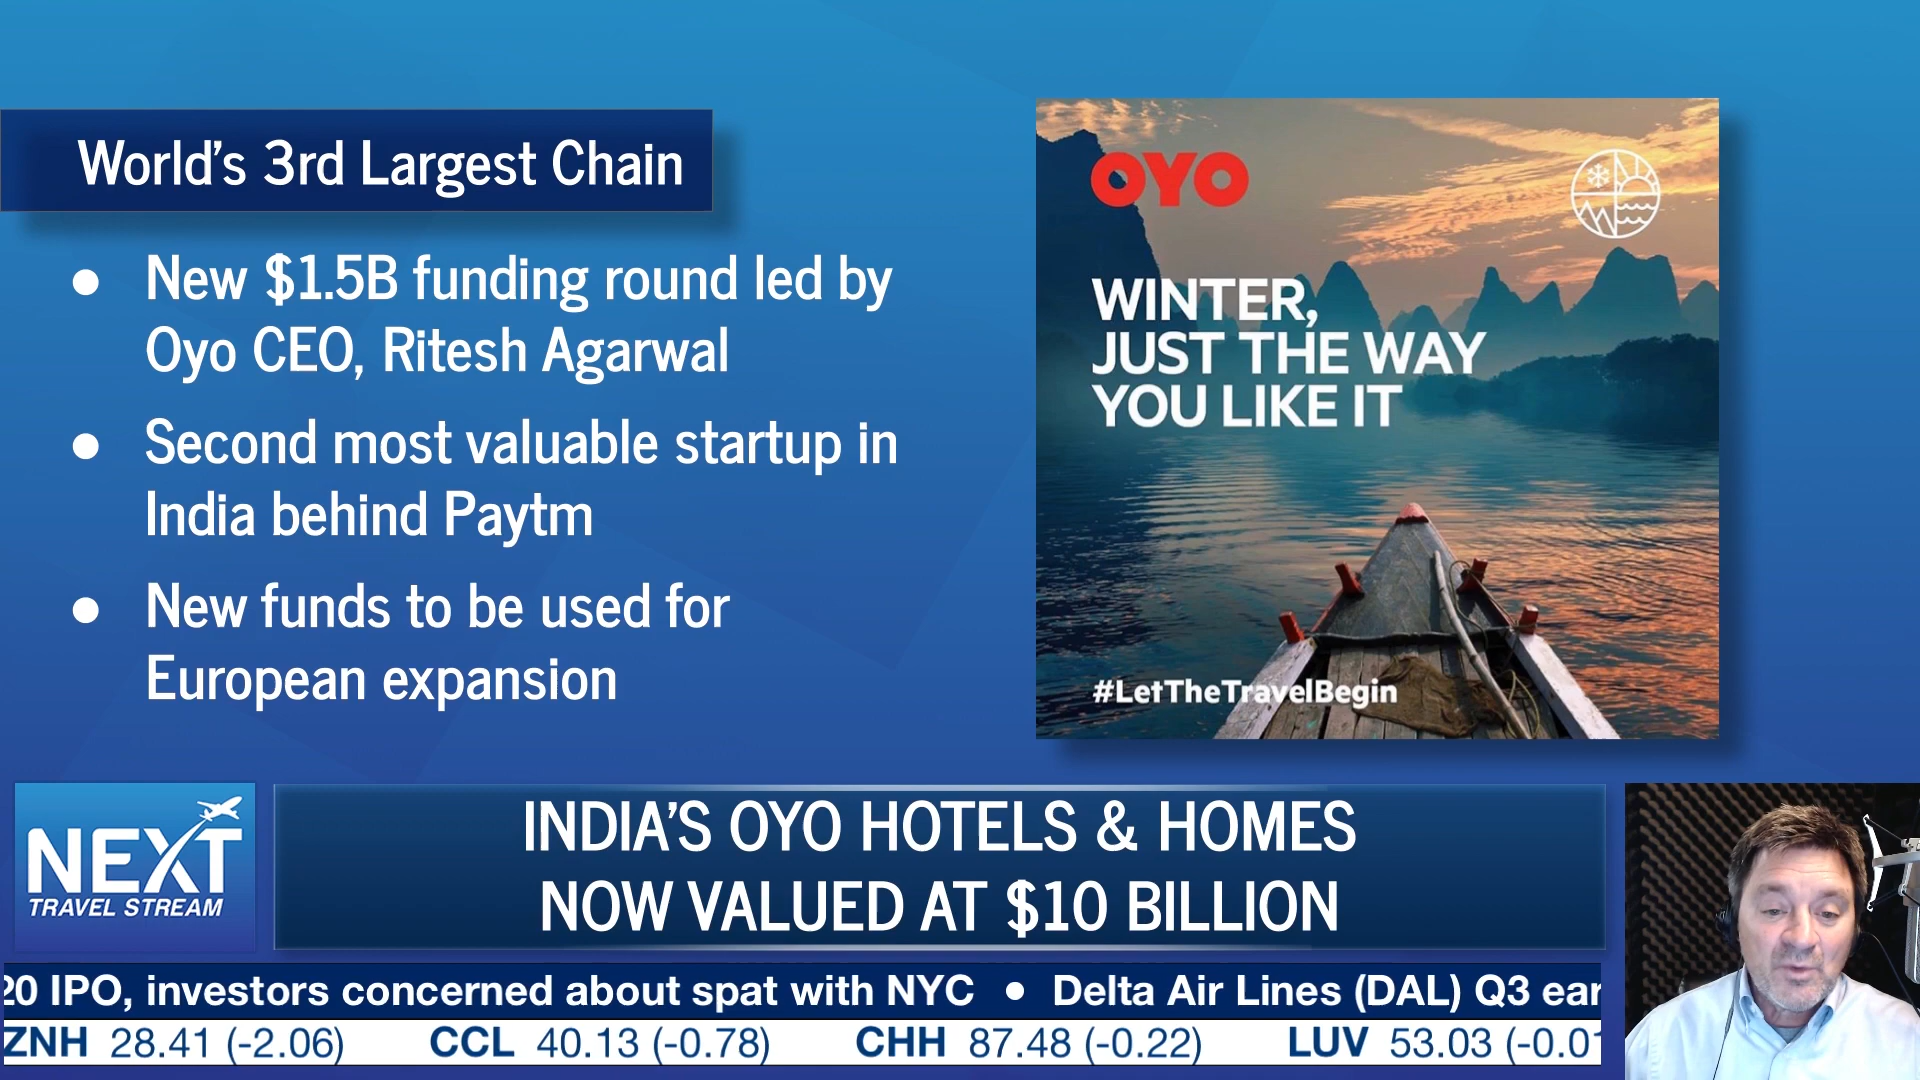 World's 3rd Largest Chain
● New $1.5B funding round led by
Oyo CEO, Ritesh Agarwal
● Second most valuable startup in
India behind Paytm
● New funds to be used for
European expansion
OYO
WINTER,
JUST THE WAY
YOU LIKE IT
#LetTheTravelBegin
NEXT
TRAVEL STREAM
INDIA'S OYO HOTELS & HOMES
NOW VALUED AT $10 BILLION
20 IPO, investors concerned about spat with NYC ● Delta Air Lines (DAL) Q3 ear
ZNH 28.41 (-2.06) CCL 40.13 (-0.78) CHH 87.48 (-0.22) LUV 53.03 (-0.01